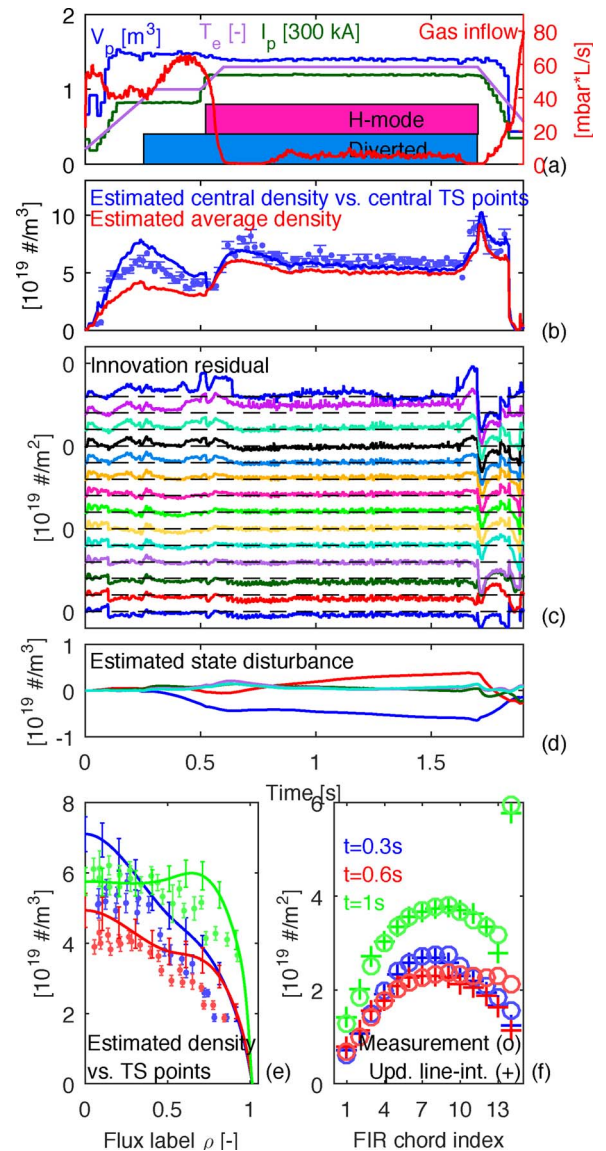 V_p [m^3] T_e [-] I_p [300 kA] Gas inflow
2
1
0
80
60
40
20
0
[mbar*L/s]
H-mode
Diverted
(a)
Estimated central density vs. central TS points
Estimated average density
[10^19 #/m^3]
10
5
0
(b)
Innovation residual
[10^19 #/m^2]
0
0
0
0
(c)
Estimated state disturbance
[10^19 #/m^3]
1
0
-1
(d)
0 0.5 1 1.5
Time [s]
[10^19 #/m^3]
8
6
4
2
0
Estimated density
vs. TS points
(e)
0 0.5 1
Flux label ρ [-]
[10^19 #/m^2]
6
4
2
0
t=0.3s
t=0.6s
t=1s
Measurement (o)
Upd. line-int. (+)
(f)
1 4 7 10 13
FIR chord index